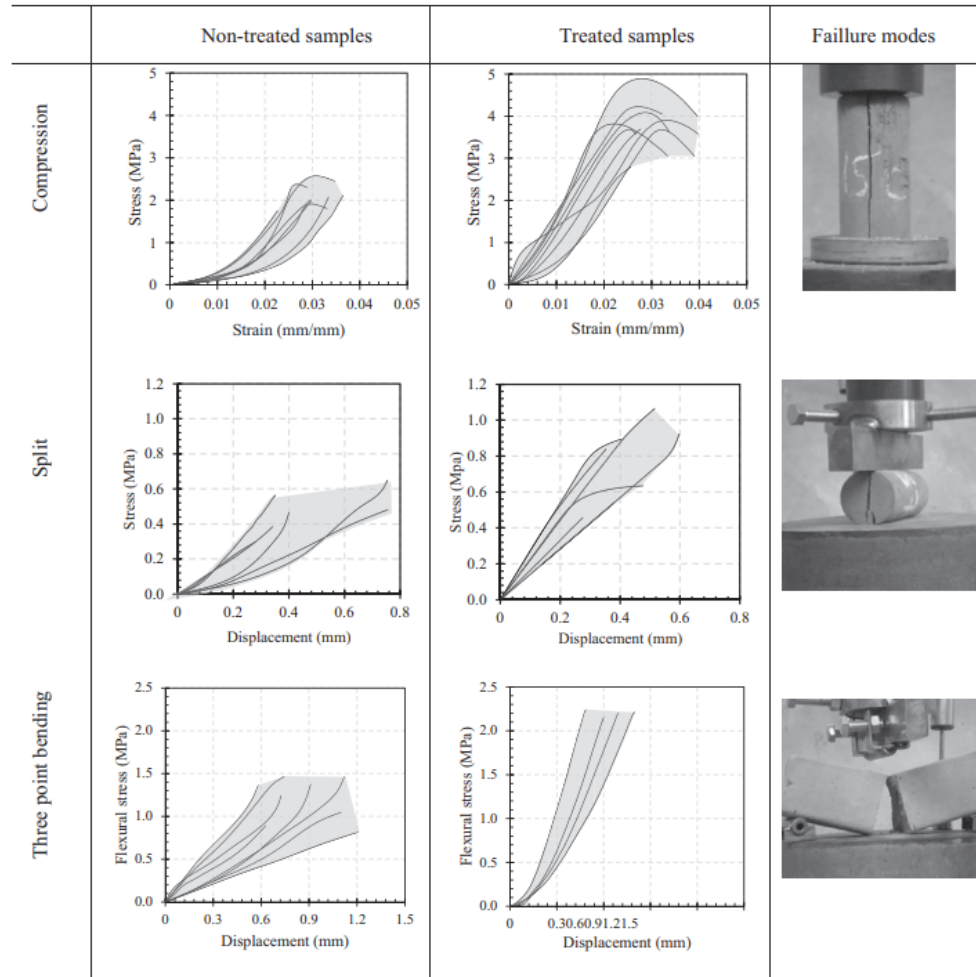 Non-treated samples
Treated samples
Faillure modes
Compression
Stress (MPa)
5
4
3
2
1
0
0 0.01 0.02 0.03 0.04 0.05
Strain (mm/mm)
Stress (MPa)
5
4
3
2
1
0
0 0.01 0.02 0.03 0.04 0.05
Strain (mm/mm)
Split
Stress (MPa)
1.2
1.0
0.8
0.6
0.4
0.2
0.0
0 0.2 0.4 0.6 0.8
Displacement (mm)
Stress (Mpa)
1.2
1.0
0.8
0.6
0.4
0.2
0.0
0 0.2 0.4 0.6 0.8
Displacement (mm)
Three point bending
Flexural stress (MPa)
2.5
2.0
1.5
1.0
0.5
0.0
0 0.3 0.6 0.9 1.2 1.5
Displacement (mm)
Flexural stress (MPa)
2.5
2.0
1.5
1.0
0.5
0.0
0 0.30.60.91.21.5
Displacement (mm)